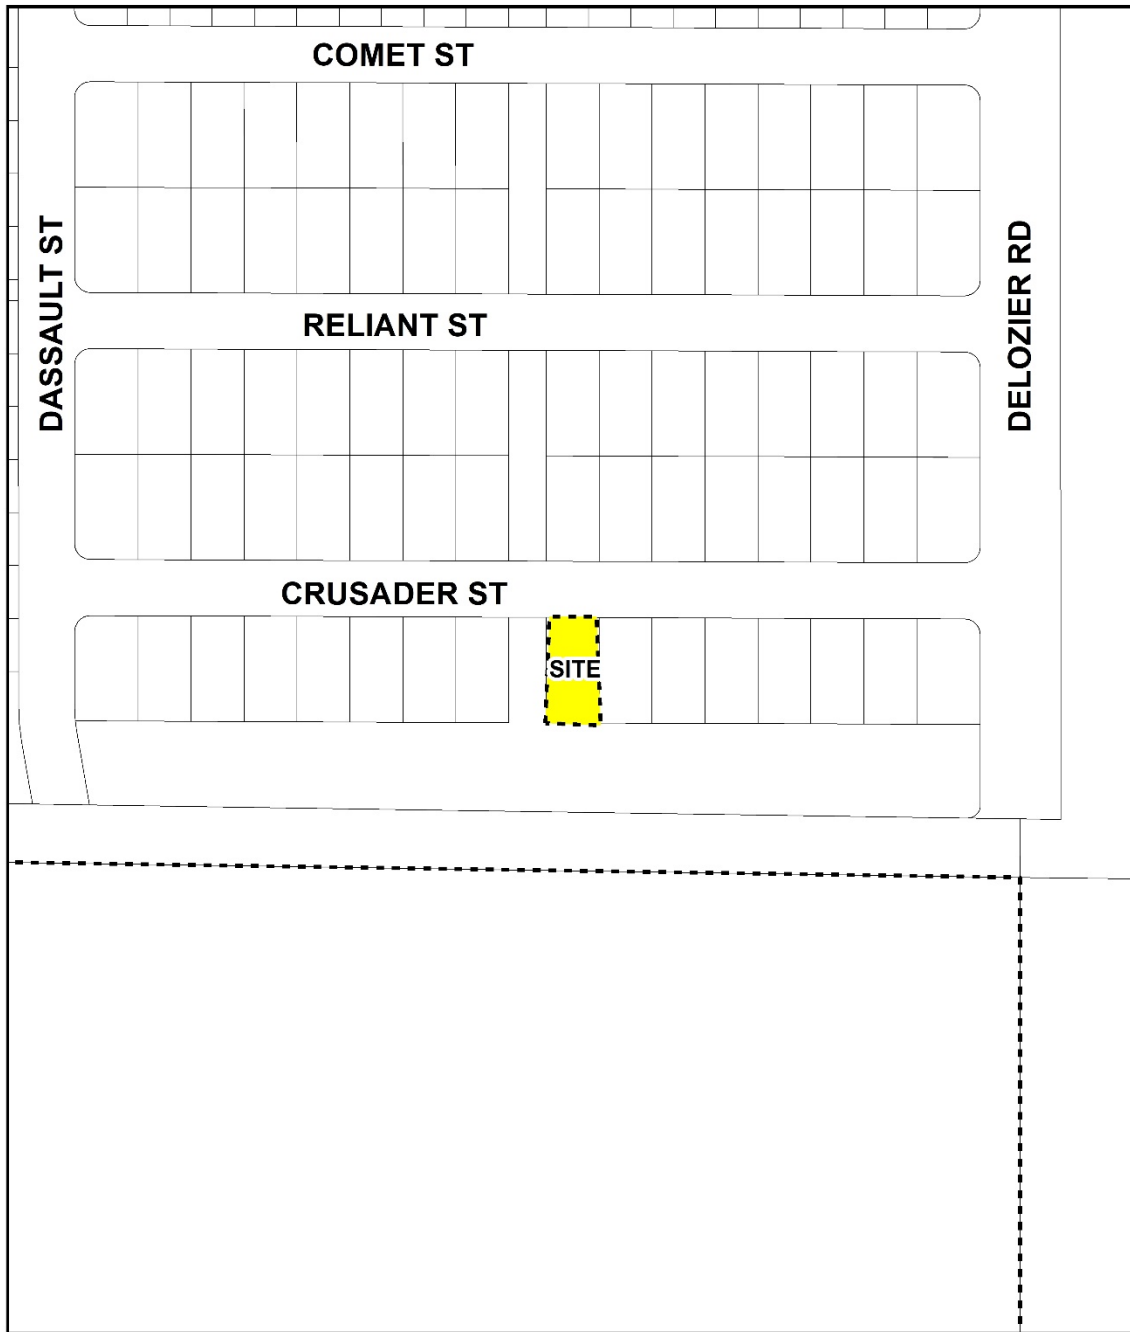 COMET ST
DASSAULT ST
DELOZIER RD
RELIANT ST
CRUSADER ST
SITE